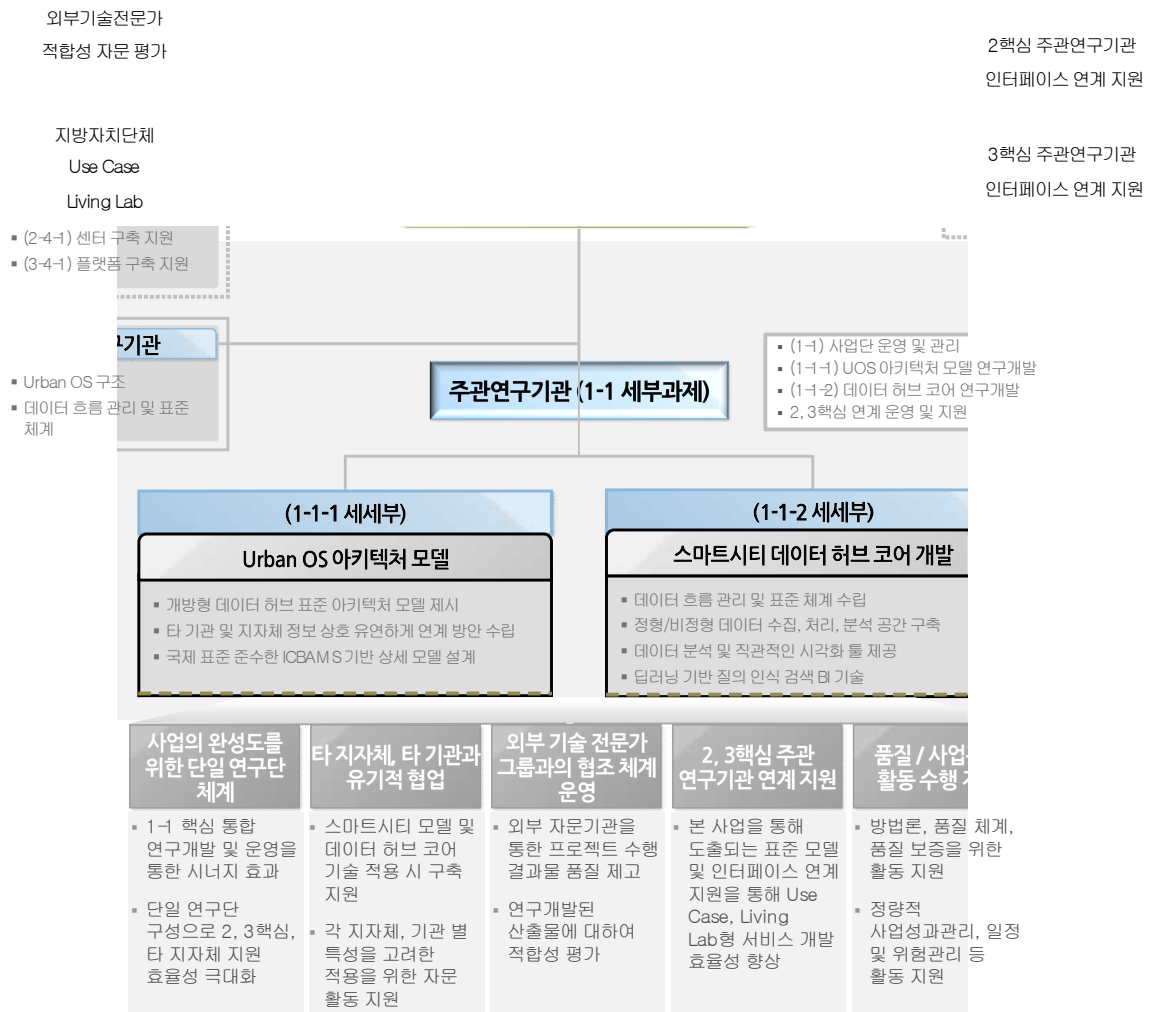 외부기술전문가
적합성 자문 평가
2핵심 주관연구기관
인터페이스 연계 지원
지방자치단체
Use Case
Living Lab
3핵심 주관연구기관
인터페이스 연계 지원
▪ (2-4-1) 센터 구축 지원
▪ (3-4-1) 플랫폼 구축 지원
구기관
▪ Urban OS 구조
▪ 데이터 흐름 관리 및 표준
체계
주관연구기관 (1-1 세부과제)
▪ (1-1) 사업단 운영 및 관리
▪ (1-1-1) UOS 아키텍처 모델 연구개발
▪ (1-1-2) 데이터 허브 코어 연구개발
▪ 2, 3핵심 연계 운영 및 지원
(1-1-1 세세부)
Urban OS 아키텍처 모델
▪ 개방형 데이터 허브 표준 아키텍처 모델 제시
▪ 타 기관 및 지자체 정보 상호 유연하게 연계 방안 수립
▪ 국제 표준 준수한 ICBAM S 기반 상세 모델 설계
(1-1-2 세세부)
스마트시티 데이터 허브 코어 개발
▪ 데이터 흐름 관리 및 표준 체계 수립
▪ 정형/비정형 데이터 수집, 처리, 분석 공간 구축
▪ 데이터 분석 및 직관적인 시각화 툴 제공
▪ 딥러닝 기반 질의 인식 검색 BI 기술
사업의 완성도를
위한 단일 연구단
체계
▪ 1-1 핵심 통합
연구개발 및 운영을
통한 시너지 효과
▪ 단일 연구단
구성으로 2, 3핵심,
타 지자체 지원
효율성 극대화
타 지자체, 타 기관과
유기적 협업
▪ 스마트시티 모델 및
데이터 허브 코어
기술 적용 시 구축
지원
▪ 각 지자체, 기관 별
특성을 고려한
적용을 위한 자문
활동 지원
외부 기술 전문가
그룹과의 협조 체계
운영
▪ 외부 자문기관을
통한 프로젝트 수행
결과물 품질 제고
▪ 연구개발된
산출물에 대하여
적합성 평가
2, 3핵심 주관
연구기관 연계 지원
▪ 본 사업을 통해
도출되는 표준 모델
및 인터페이스 연계
지원을 통해 Use
Case, Living
Lab형 서비스 개발
효율성 향상
품질 / 사업
활동 수행
▪ 방법론, 품질 체계,
품질 보증을 위한
활동 지원
▪ 정량적
사업성과관리, 일정
및 위험관리 등
활동 지원